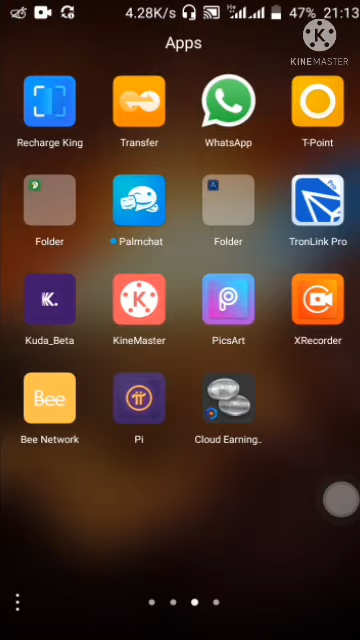 4.28K/s H+ 47% 21:13
KINEMASTER
Apps
Recharge King Transfer WhatsApp T-Point
Folder Palmchat Folder TronLink Pro
Pro
Kuda_Beta KineMaster PicsArt XRecorder
K. K
Bee
Bee Network Pi Cloud Earning..